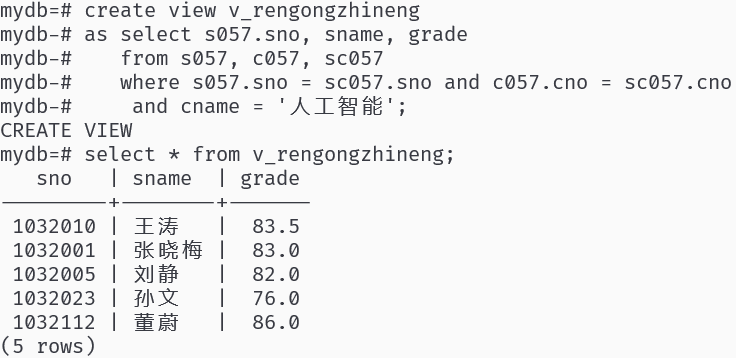 mydb=# create view v_rengongzhineng
mydb-# as select s057.sno, sname, grade
mydb-#    from s057, c057, sc057
mydb-#    where s057.sno = sc057.sno and c057.cno = sc057.cno
mydb-#     and cname = '人工智能';
CREATE VIEW
mydb=# select * from v_rengongzhineng;
   sno   | sname  | grade
---------+--------+-------
 1032010 | 王涛   |  83.5
 1032001 | 张晓梅 |  83.0
 1032005 | 刘静   |  82.0
 1032023 | 孙文   |  76.0
 1032112 | 董蔚   |  86.0
(5 rows)